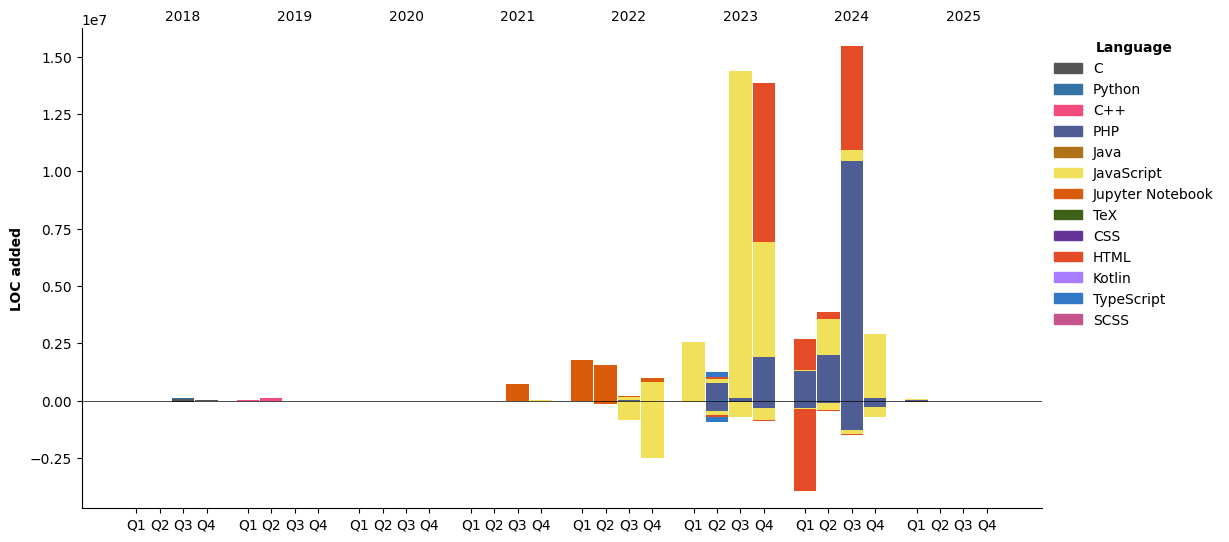 1e7
2018 2019 2020 2021 2022 2023 2024 2025
1.50
1.25
1.00
0.75
0.50
0.25
0.00
−0.25
LOC added
Q1 Q2 Q3 Q4 Q1 Q2 Q3 Q4 Q1 Q2 Q3 Q4 Q1 Q2 Q3 Q4 Q1 Q2 Q3 Q4 Q1 Q2 Q3 Q4 Q1 Q2 Q3 Q4 Q1 Q2 Q3 Q4
Language
C
Python
C++
PHP
Java
JavaScript
Jupyter Notebook
TeX
CSS
HTML
Kotlin
TypeScript
SCSS